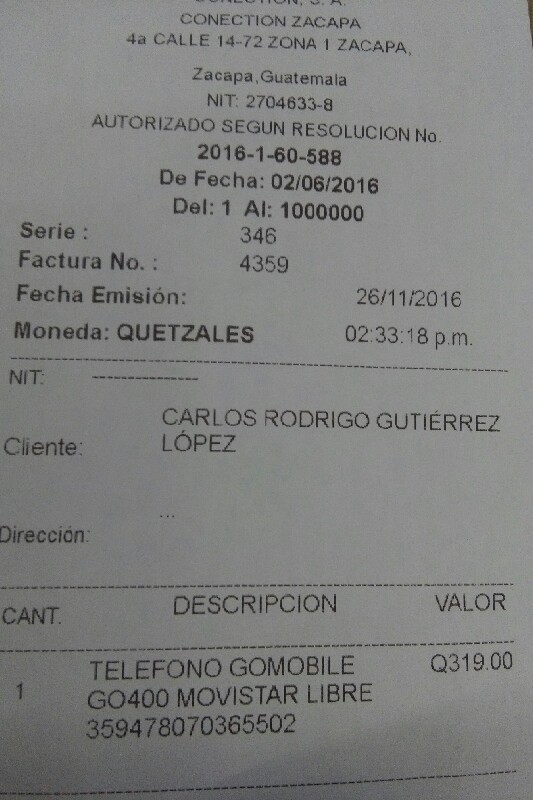 CONECTION, S. A.
CONECTION ZACAPA
4a CALLE 14-72 ZONA 1 ZACAPA,
Zacapa,Guatemala
NIT: 2704633-8
AUTORIZADO SEGUN RESOLUCION No.
2016-1-60-588
De Fecha: 02/06/2016
Del: 1 Al: 1000000
Serie : 346
Factura No. : 4359
Fecha Emisión: 26/11/2016
Moneda: QUETZALES 02:33:18 p.m.
NIT: --------------
CARLOS RODRIGO GUTIÉRREZ
Cliente: LÓPEZ
...
Dirección:
CANT. DESCRIPCION VALOR
1 TELEFONO GOMOBILE Q319.00
GO400 MOVISTAR LIBRE
359478070365502